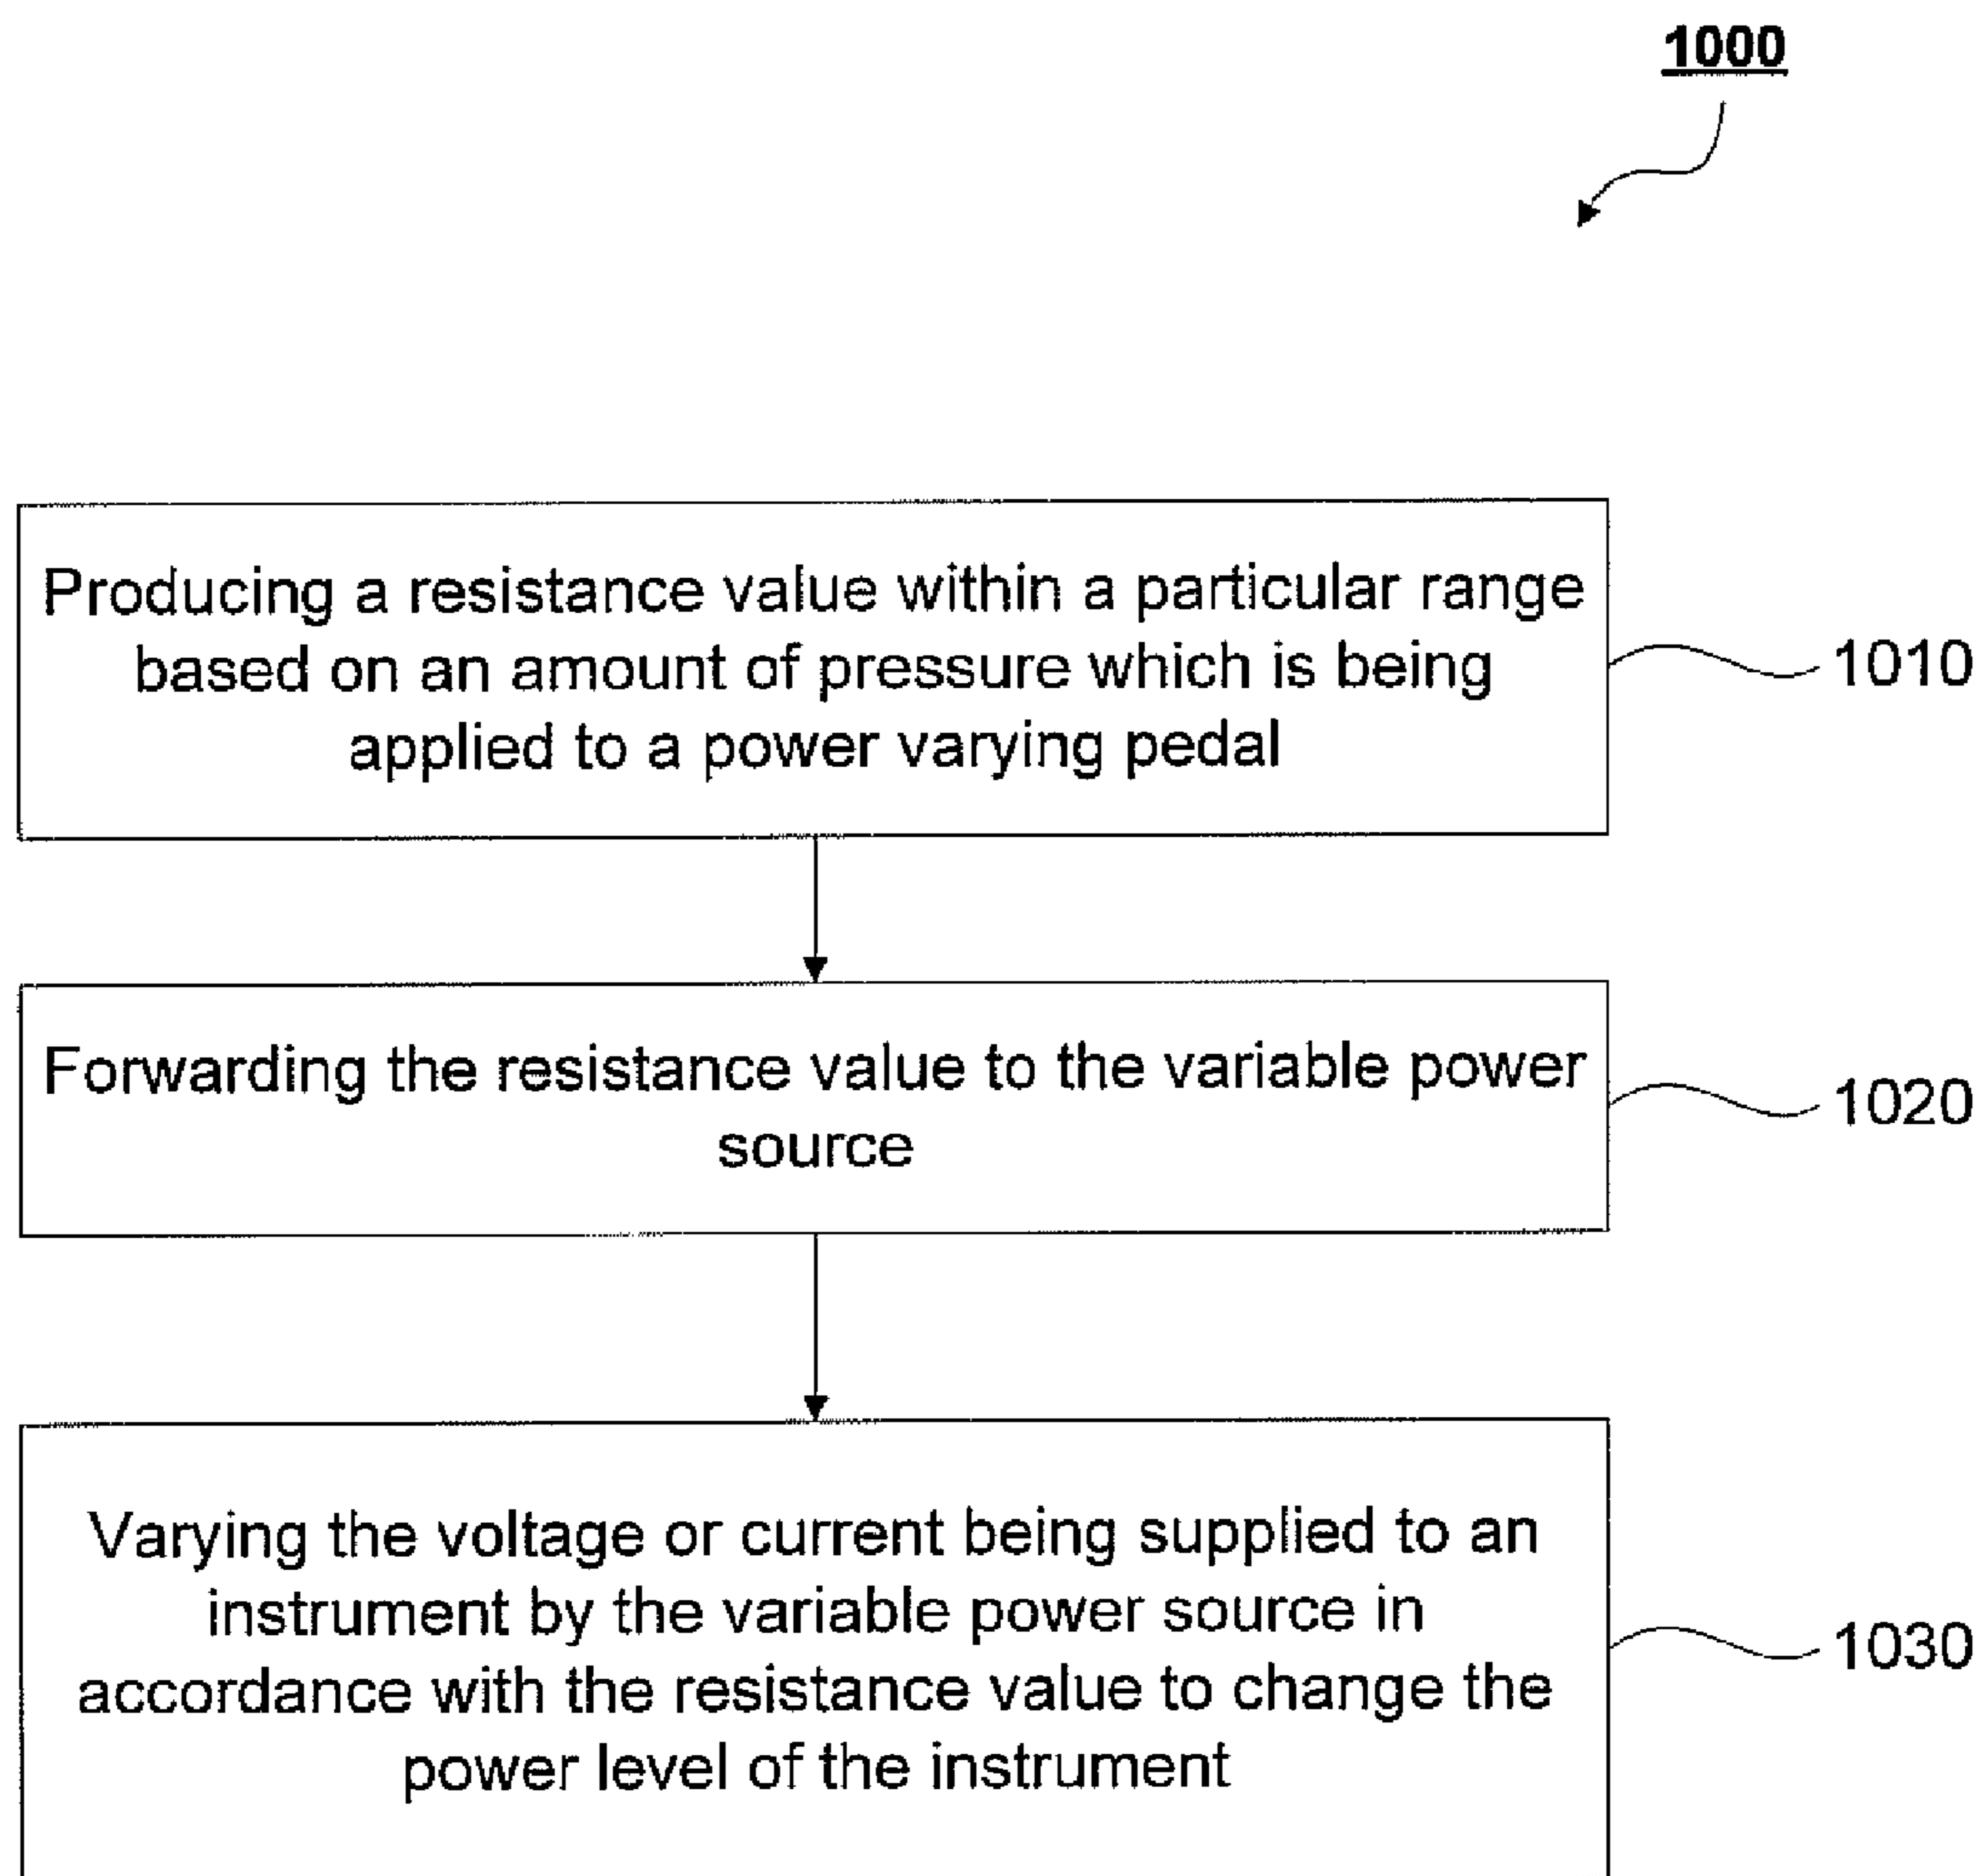 1000
Producing a resistance value within a particular range
based on an amount of pressure which is being
applied to a power varying pedal
1010
Forwarding the resistance value to the variable power
source
1020
Varying the voltage or current being supplied to an
instrument by the variable power source in
accordance with the resistance value to change the
power level of the instrument
1030